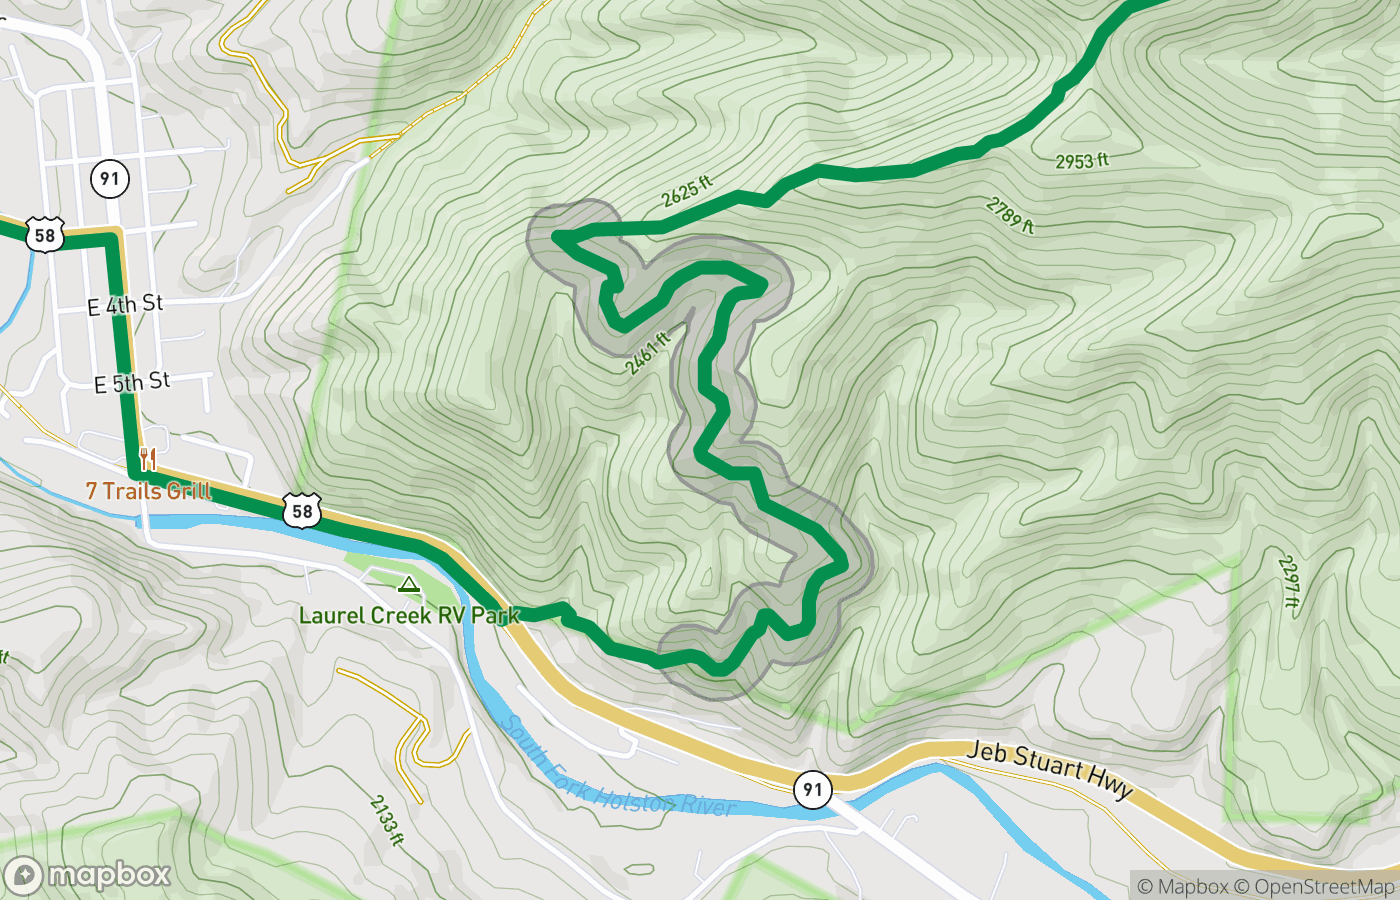 91
2953 ft
2625 ft
2789 ft
58
E 4th St
2461 ft
E 5th St
7 Trails Grill
58
2297 ft
Laurel Creek RV Park
ft
South Fork Holston River
Jeb Stuart Hwy
91
2133 ft
mapbox
© Mapbox © OpenStreetMap